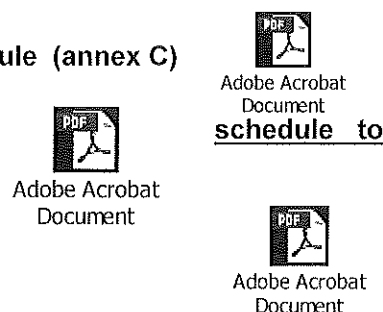 PDF
ule (annex C)
Adobe Acrobat
Document
schedule to
PDF
Adobe Acrobat
Document
PDF
Adobe Acrobat
Document